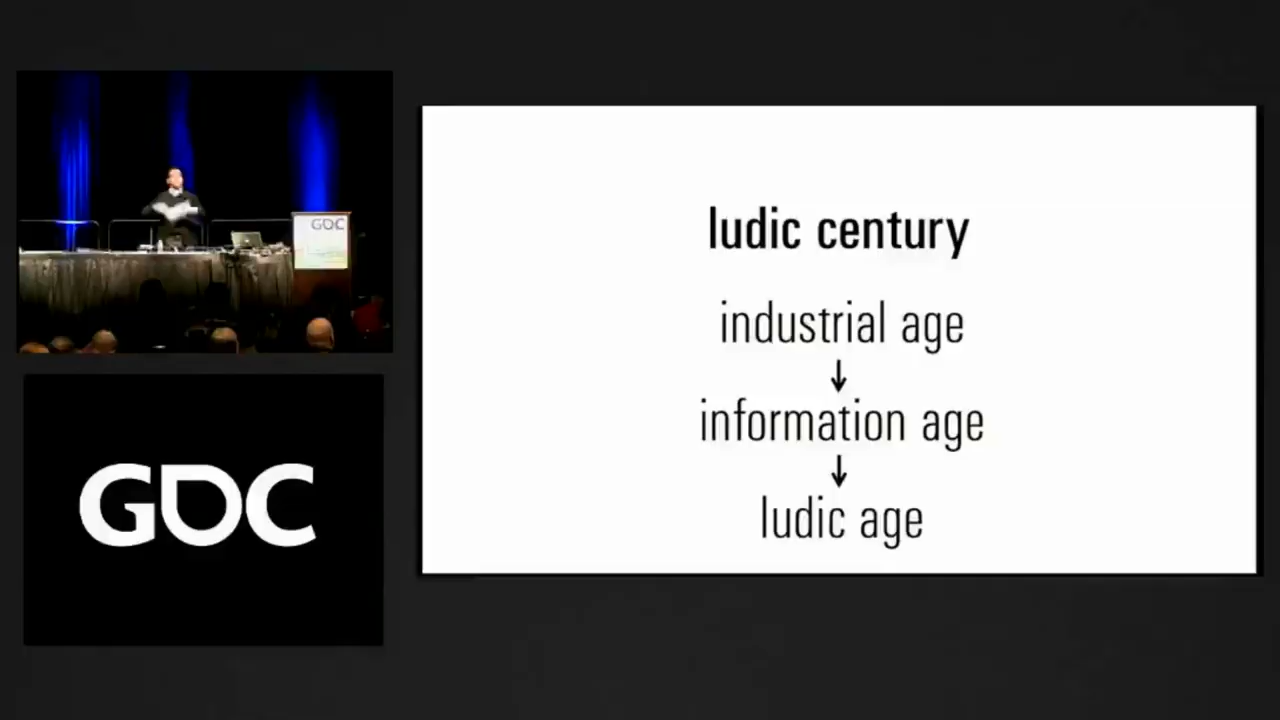 GDC
GDC
ludic century
industrial age
↓
information age
↓
ludic age